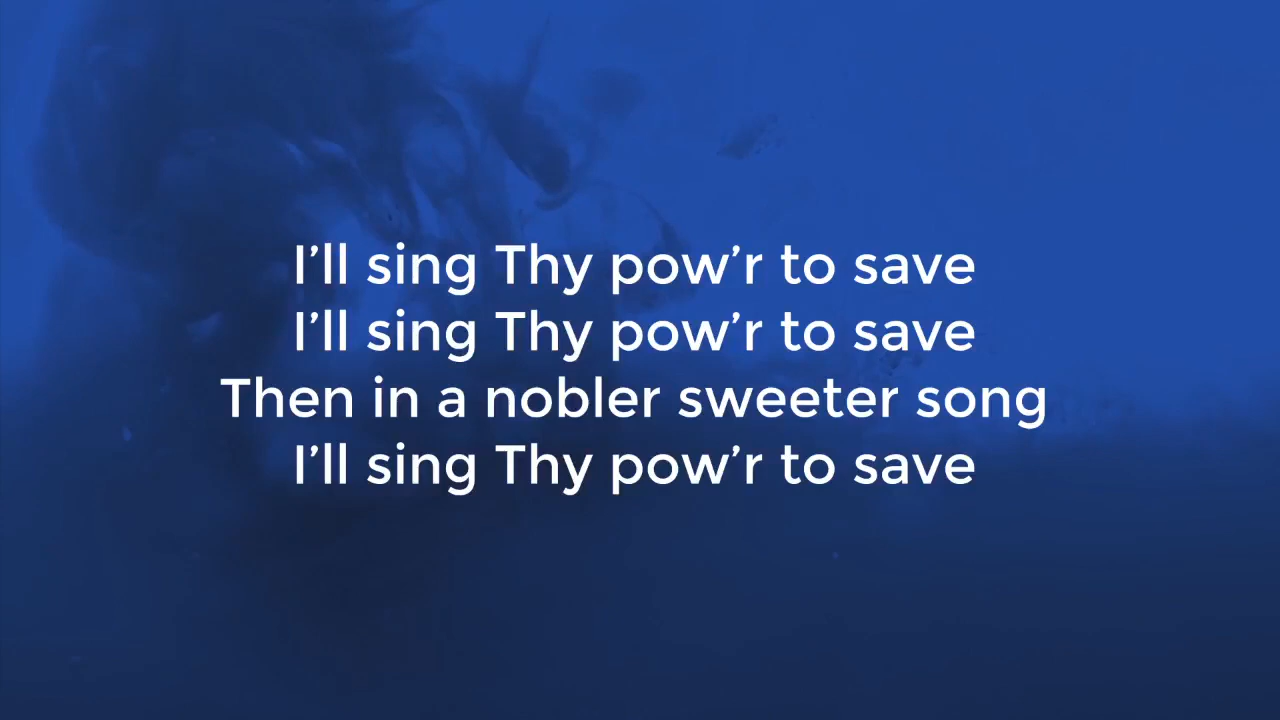 I’ll sing Thy pow’r to save
I’ll sing Thy pow’r to save
Then in a nobler sweeter song
I’ll sing Thy pow’r to save